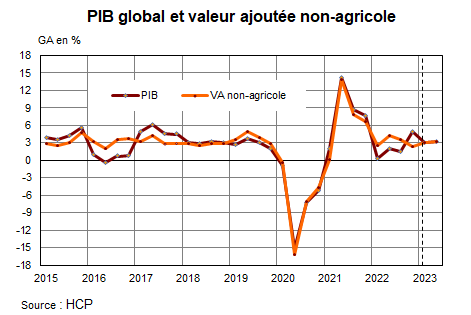 PIB global et valeur ajoutée non-agricole
GA en %
PIB
VA non-agricole
18
15
12
9
6
3
0
-3
-6
-9
-12
-15
-18
2015 2016 2017 2018 2019 2020 2021 2022 2023
Source : HCP